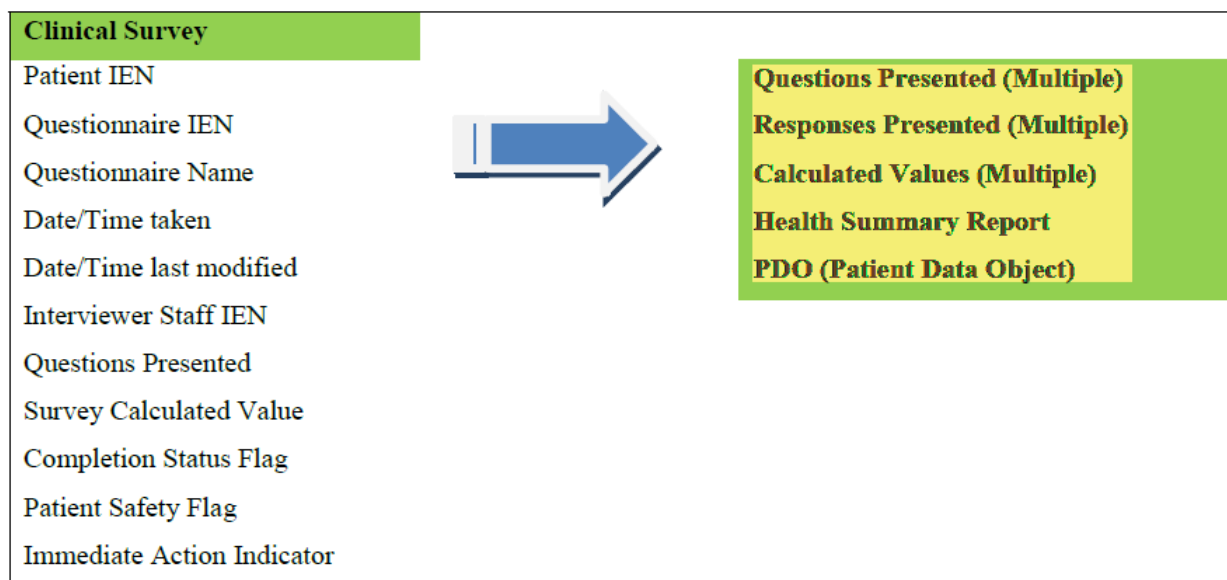 Clinical Survey
Patient IEN
Questionnaire IEN
Questionnaire Name
Date/Time taken
Date/Time last modified
Interviewer Staff IEN
Questions Presented
Survey Calculated Value
Completion Status Flag
Patient Safety Flag
Immediate Action Indicator
Questions Presented (Multiple)
Responses Presented (Multiple)
Calculated Values (Multiple)
Health Summary Report
PDO (Patient Data Object)